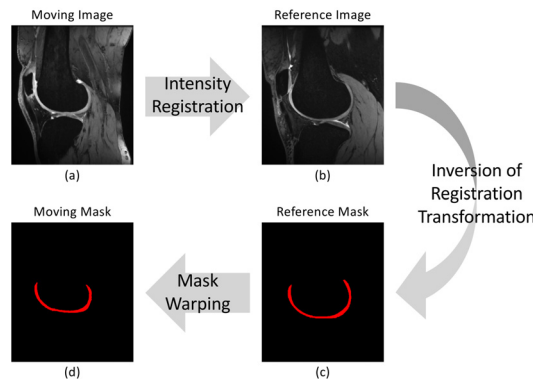 Moving Image
Reference Image
Intensity
Registration
(a)
(b)
Inversion of
Registration
Transformation
Moving Mask
Reference Mask
Mask
Warping
(d)
(c)